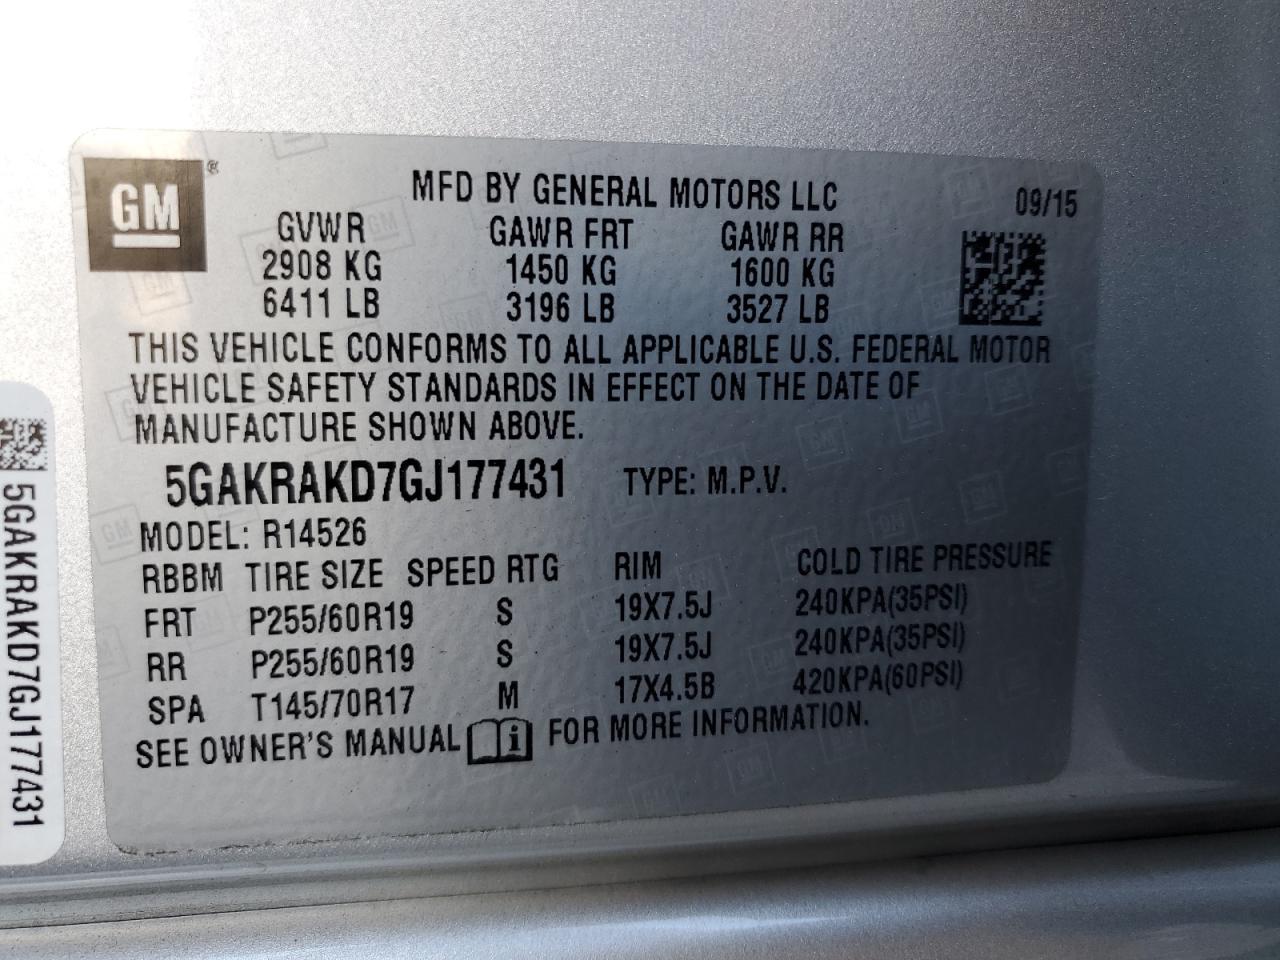 GM ®
MFD BY GENERAL MOTORS LLC 09/15
GVWR GAWR FRT GAWR RR
2908 KG 1450 KG 1600 KG
6411 LB 3196 LB 3527 LB
THIS VEHICLE CONFORMS TO ALL APPLICABLE U.S. FEDERAL MOTOR
VEHICLE SAFETY STANDARDS IN EFFECT ON THE DATE OF
MANUFACTURE SHOWN ABOVE.
5GAKRAKD7GJ177431 TYPE: M.P.V.
MODEL: R14526
RBBM TIRE SIZE SPEED RTG RIM COLD TIRE PRESSURE
FRT P255/60R19 S 19X7.5J 240KPA(35PSI)
RR P255/60R19 S 19X7.5J 240KPA(35PSI)
SPA T145/70R17 M 17X4.5B 420KPA(60PSI)
SEE OWNER'S MANUAL i FOR MORE INFORMATION.
5GAKRAKD7GJ177431